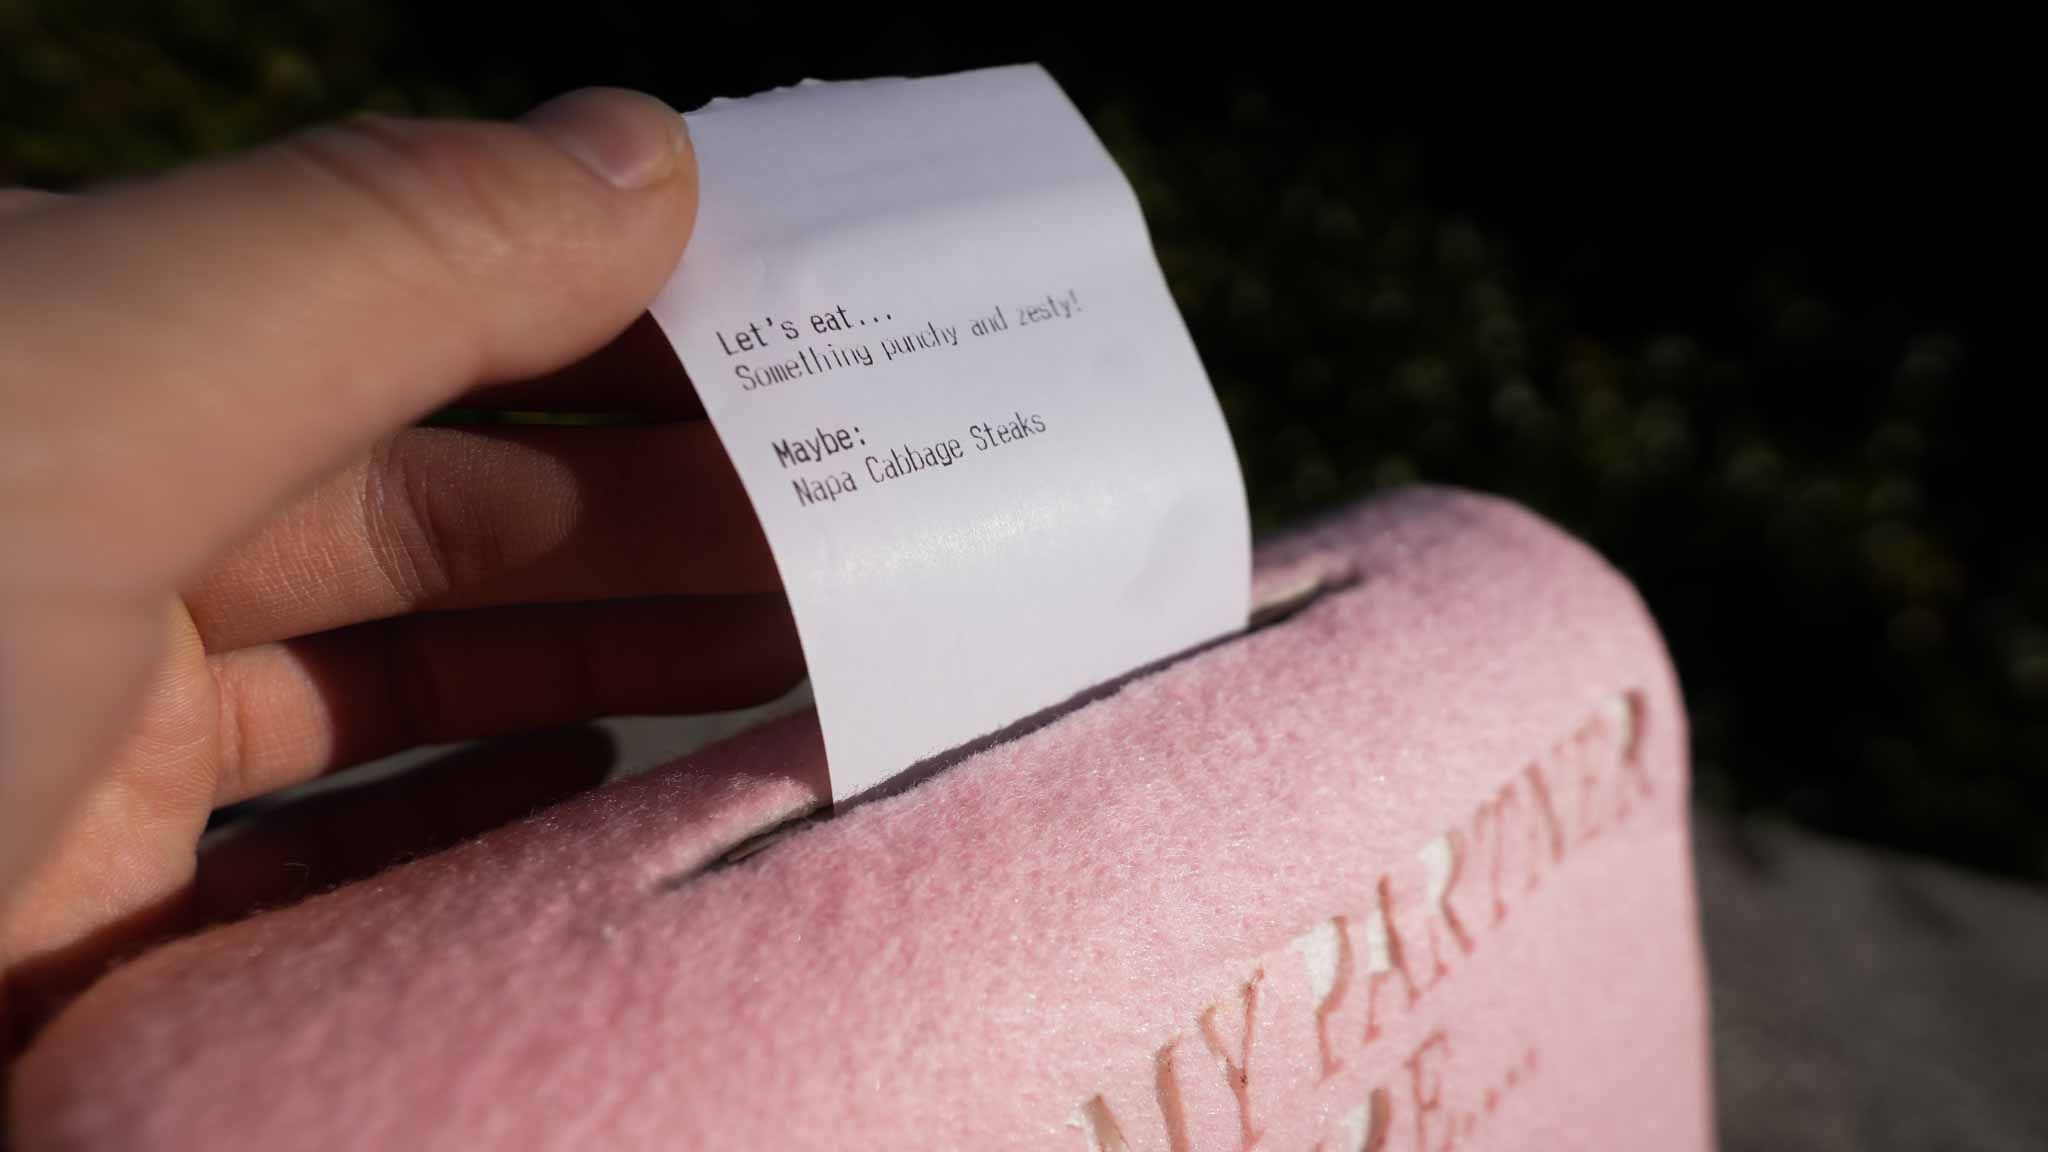 Let's eat...
Something punchy and zesty!
Maybe:
Napa Cabbage Steaks
MY PARTNER